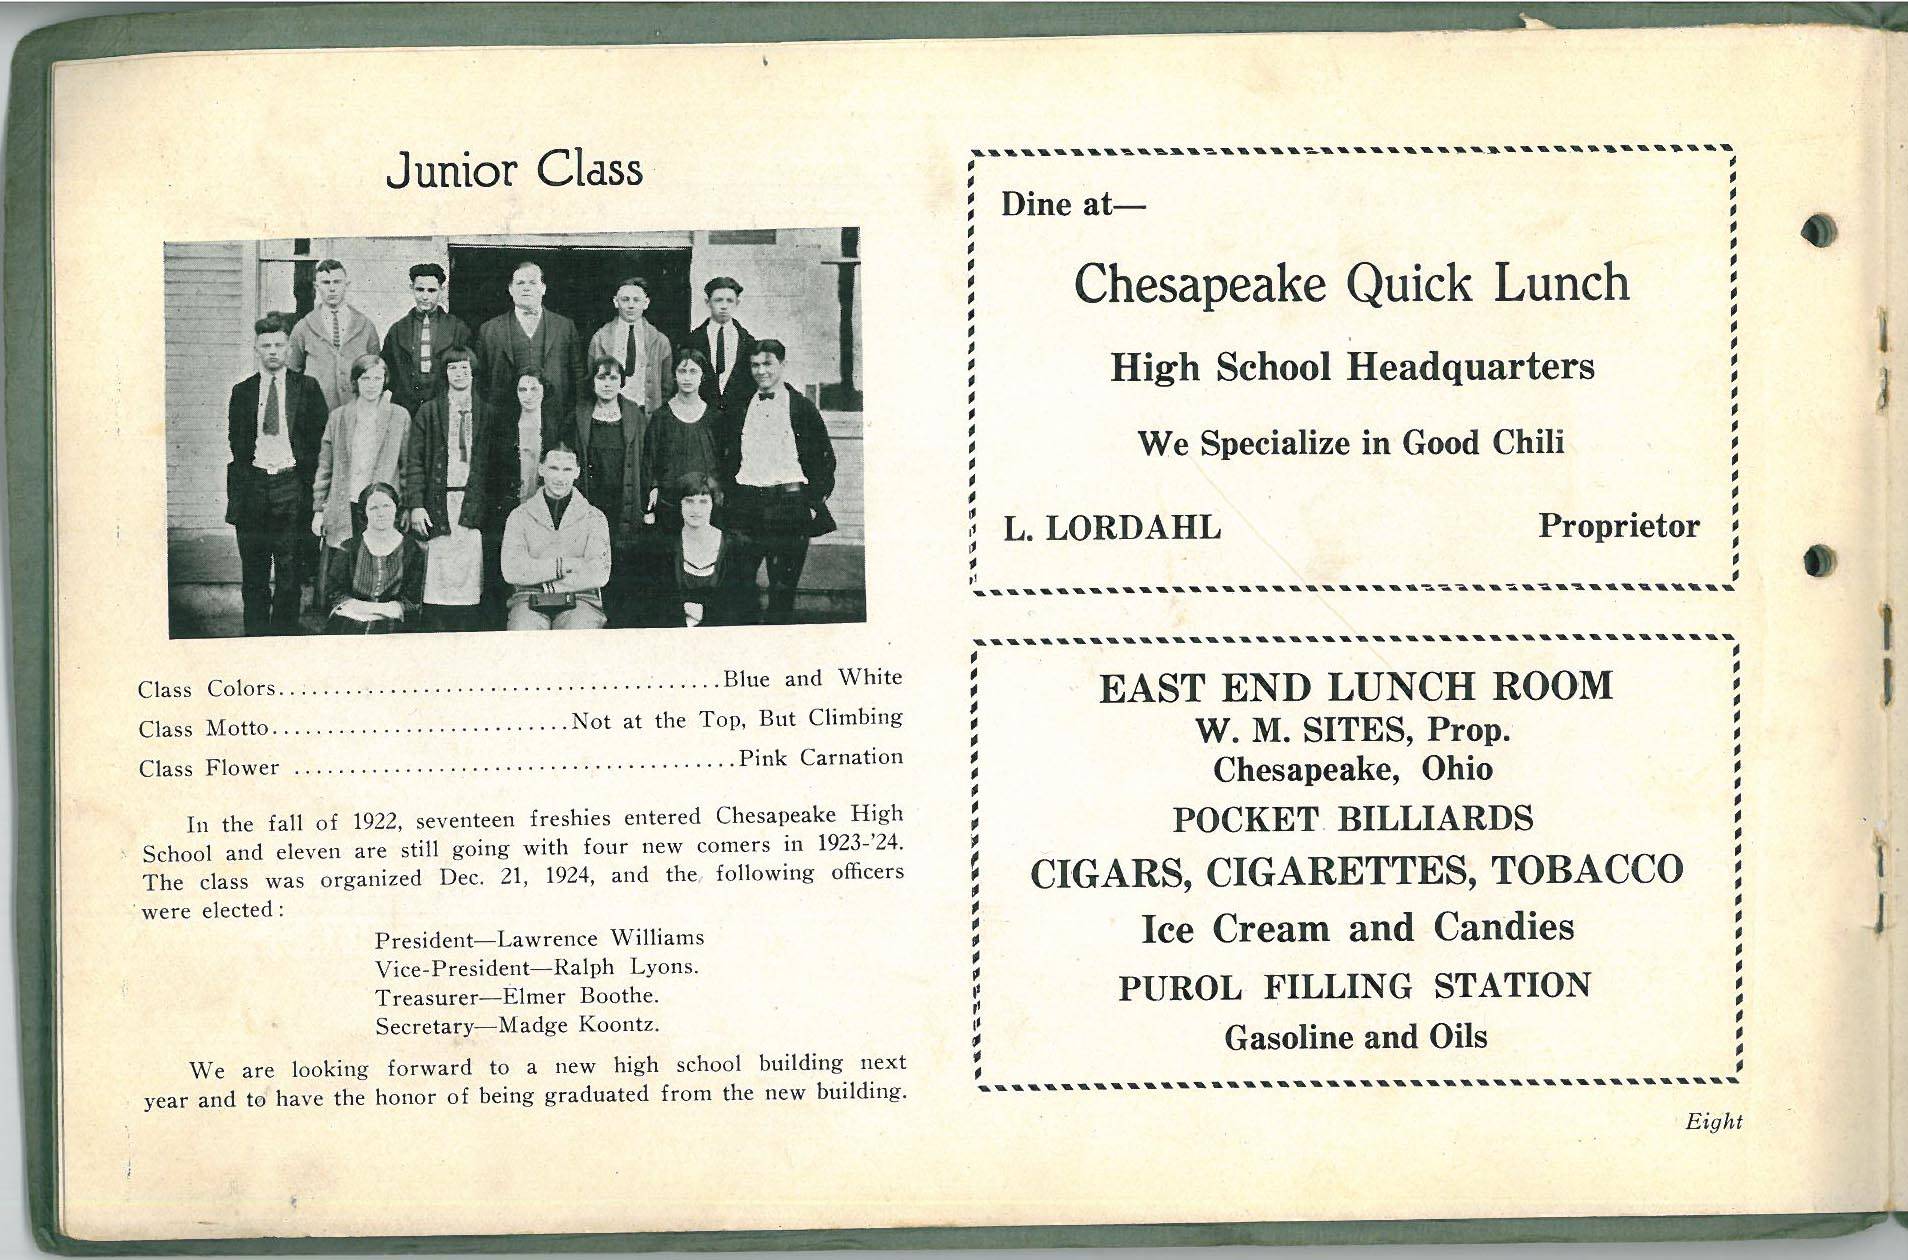 Junior Class
Class Colors........................................Blue and White
Class Motto...........................Not at the Top, But Climbing
Class Flower ........................................Pink Carnation
In the fall of 1922, seventeen freshies entered Chesapeake High
School and eleven are still going with four new comers in 1923-'24.
The class was organized Dec. 21, 1924, and the following officers
were elected:
President—Lawrence Williams
Vice-President—Ralph Lyons.
Treasurer—Elmer Boothe.
Secretary—Madge Koontz.
We are looking forward to a new high school building next
year and to have the honor of being graduated from the new building.
Dine at—
Chesapeake Quick Lunch
High School Headquarters
We Specialize in Good Chili
L. LORDAHL Proprietor
EAST END LUNCH ROOM
W. M. SITES, Prop.
Chesapeake, Ohio
POCKET BILLIARDS
CIGARS, CIGARETTES, TOBACCO
Ice Cream and Candies
PUROL FILLING STATION
Gasoline and Oils
Eight